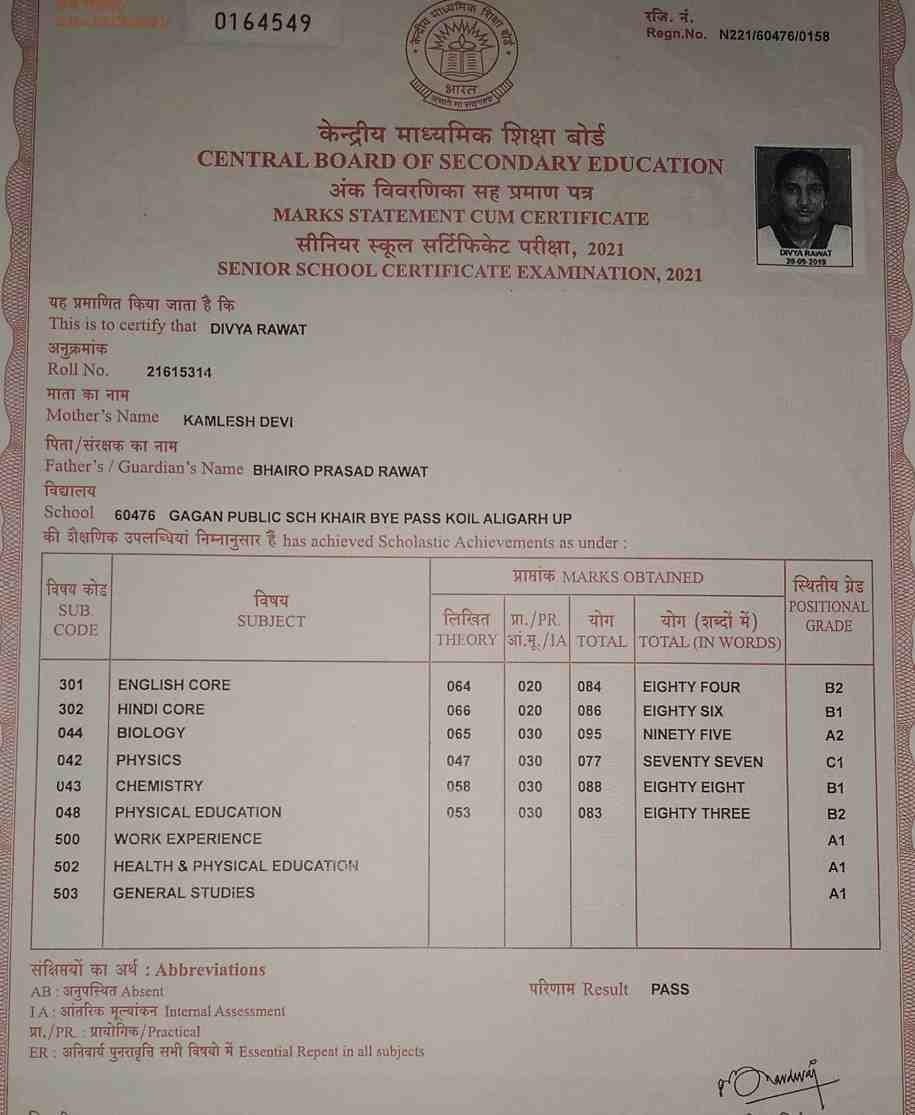 0164549
रजि. नं.
Regn.No. N221/60476/0158
केन्द्रीय माध्यमिक शिक्षा बोर्ड
भारत
केन्द्रीय माध्यमिक शिक्षा बोर्ड
CENTRAL BOARD OF SECONDARY EDUCATION
अंक विवरणिका सह प्रमाण पत्र
MARKS STATEMENT CUM CERTIFICATE
सीनियर स्कूल सर्टिफिकेट परीक्षा, 2021
SENIOR SCHOOL CERTIFICATE EXAMINATION, 2021
DIVYA RAWAT
यह प्रमाणित किया जाता है कि
This is to certify that DIVYA RAWAT
अनुक्रमांक
Roll No. 21615314
माता का नाम
Mother's Name KAMLESH DEVI
पिता/संरक्षक का नाम
Father's / Guardian's Name BHAIRO PRASAD RAWAT
विद्यालय
School 60476 GAGAN PUBLIC SCH KHAIR BYE PASS KOIL ALIGARH UP
की शैक्षणिक उपलब्धियां निम्नानुसार हैं has achieved Scholastic Achievements as under :
विषय कोड
SUB.
CODE
विषय
SUBJECT
प्राप्तांक MARKS OBTAINED
लिखित
THEORY
प्रा./PR.
आं.मू./IA
योग
TOTAL
योग (शब्दों में)
TOTAL (IN WORDS)
स्थितीय ग्रेड
POSITIONAL
GRADE
301 ENGLISH CORE 064 020 084 EIGHTY FOUR B2
302 HINDI CORE 066 020 086 EIGHTY SIX B1
044 BIOLOGY 065 030 095 NINETY FIVE A2
042 PHYSICS 047 030 077 SEVENTY SEVEN C1
043 CHEMISTRY 058 030 088 EIGHTY EIGHT B1
048 PHYSICAL EDUCATION 053 030 083 EIGHTY THREE B2
500 WORK EXPERIENCE A1
502 HEALTH & PHYSICAL EDUCATION A1
503 GENERAL STUDIES A1
संक्षिप्तियों का अर्थ : Abbreviations
AB : अनुपस्थित Absent
परिणाम Result PASS
IA : आंतरिक मूल्यांकन Internal Assessment
प्रा./PR. : प्रायोगिक/Practical
ER : अनिवार्य पुनरावृत्ति सभी विषयो में Essential Repeat in all subjects